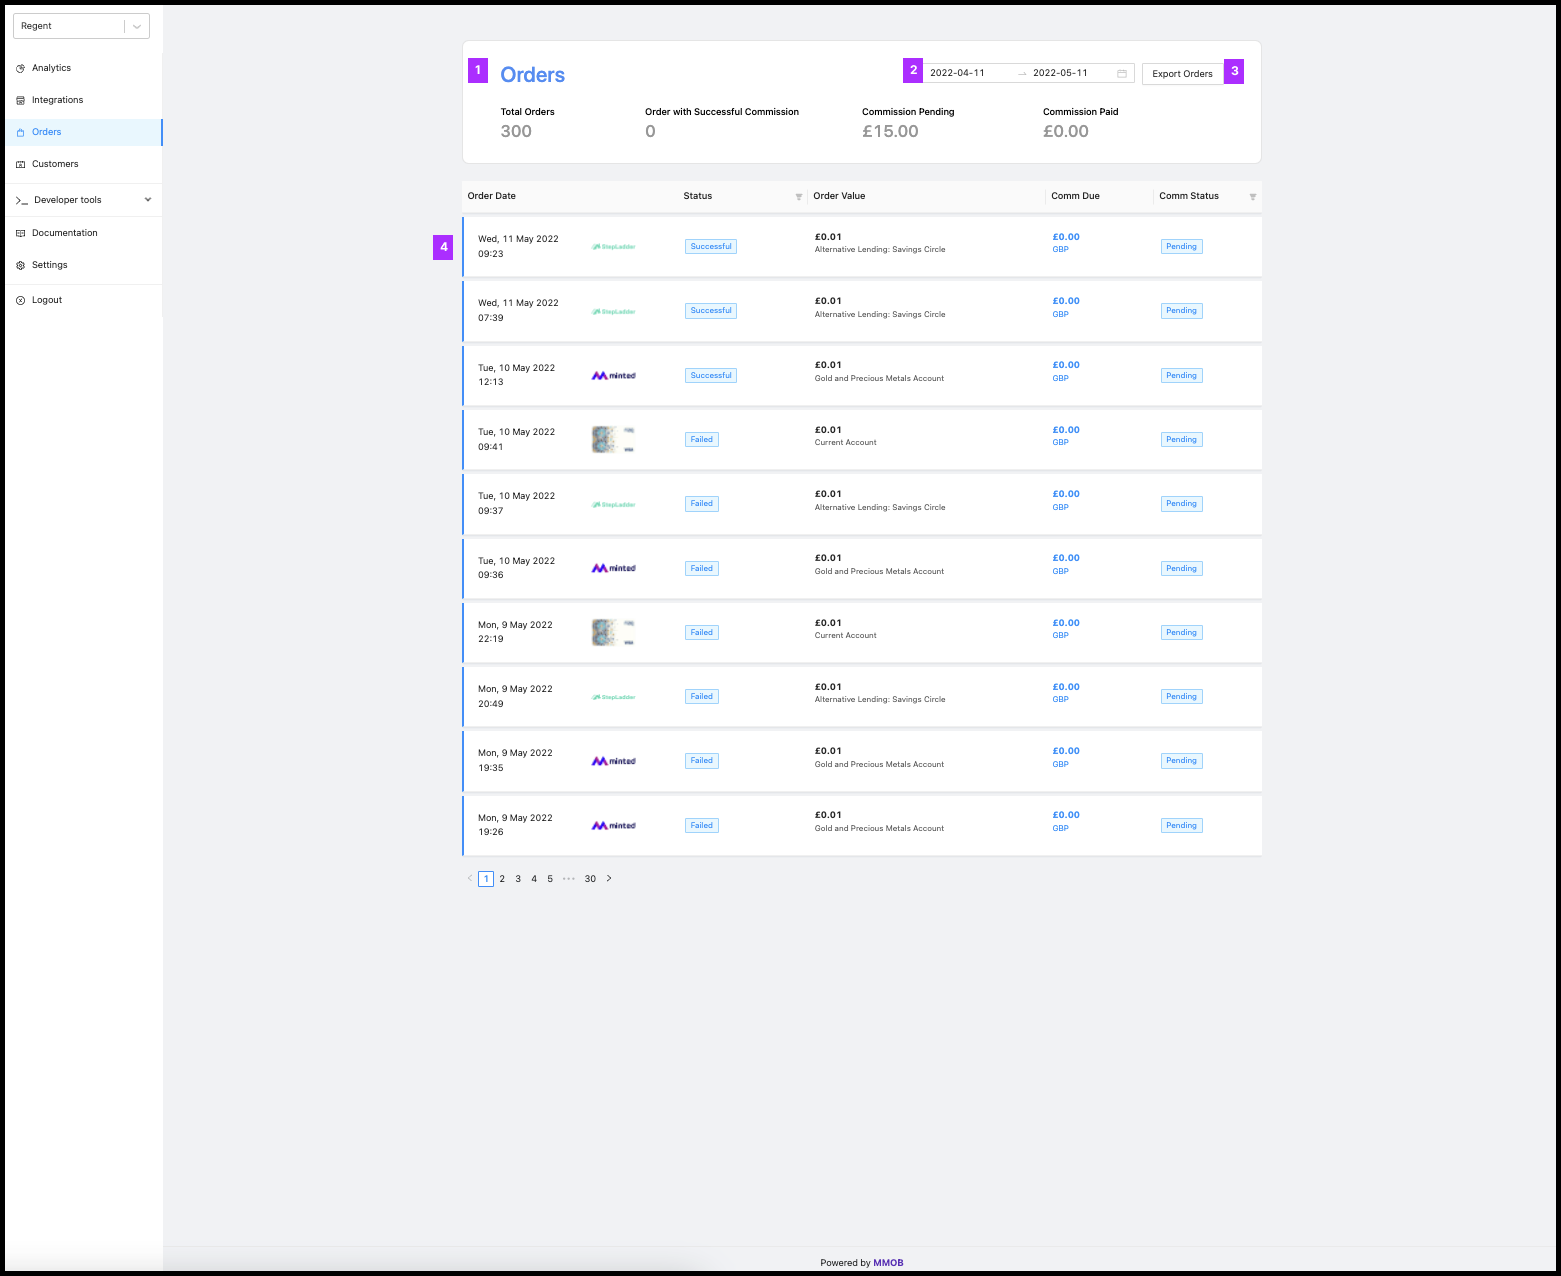 Regent
Analytics
Integrations
Orders
Customers
Developer tools
Documentation
Settings
Logout
1 Orders 2 2022-04-11 → 2022-05-11 Export Orders 3
Total Orders Order with Successful Commission Commission Pending Commission Paid
300 0 £15.00 £0.00
Order Date Status Order Value Comm Due Comm Status
4
Wed, 11 May 2022 £0.01 £0.00
09:23 StepLadder Successful Alternative Lending: Savings Circle GBP Pending
Wed, 11 May 2022 £0.01 £0.00
07:39 StepLadder Successful Alternative Lending: Savings Circle GBP Pending
Tue, 10 May 2022 £0.01 £0.00
12:13 minted Successful Gold and Precious Metals Account GBP Pending
Tue, 10 May 2022 £0.01 £0.00
09:41 VISA Failed Current Account GBP Pending
Tue, 10 May 2022 £0.01 £0.00
09:37 StepLadder Failed Alternative Lending: Savings Circle GBP Pending
Tue, 10 May 2022 £0.01 £0.00
09:36 minted Failed Gold and Precious Metals Account GBP Pending
Mon, 9 May 2022 £0.01 £0.00
22:19 VISA Failed Current Account GBP Pending
Mon, 9 May 2022 £0.01 £0.00
20:49 StepLadder Failed Alternative Lending: Savings Circle GBP Pending
Mon, 9 May 2022 £0.01 £0.00
19:35 minted Failed Gold and Precious Metals Account GBP Pending
Mon, 9 May 2022 £0.01 £0.00
19:26 minted Failed Gold and Precious Metals Account GBP Pending
< 1 2 3 4 5 ••• 30 >
Powered by MMOB